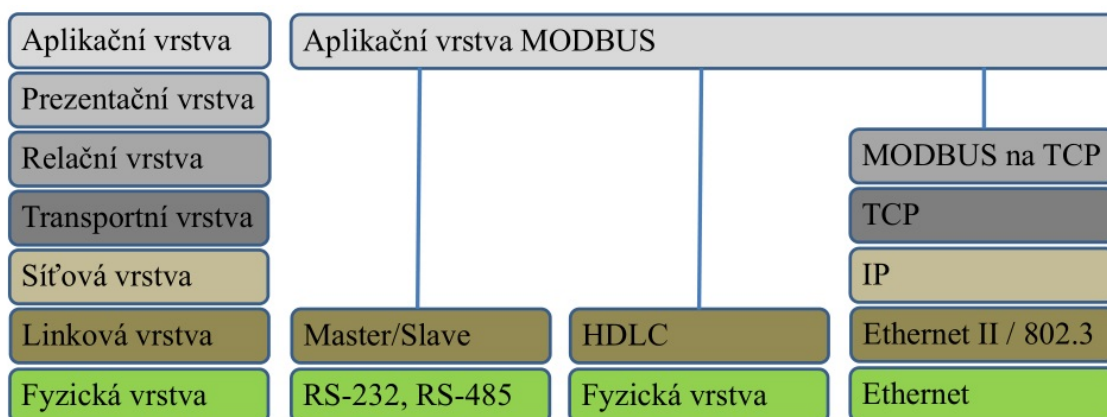 Aplikační vrstva
Aplikační vrstva MODBUS
Prezentační vrstva
Relační vrstva
MODBUS na TCP
Transportní vrstva
TCP
Síťová vrstva
IP
Linková vrstva
Master/Slave
HDLC
Ethernet II / 802.3
Fyzická vrstva
RS-232, RS-485
Fyzická vrstva
Ethernet